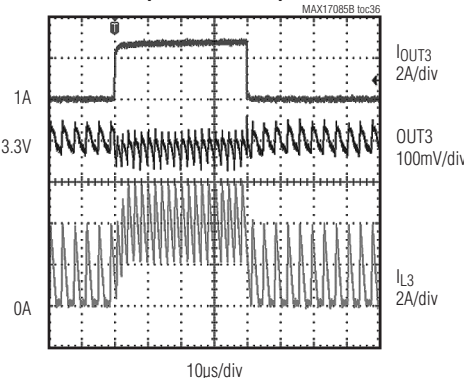 MAX17085B toc36
IOUT3
2A/div
1A
3.3V
OUT3
100mV/div
IL3
2A/div
0A
10µs/div